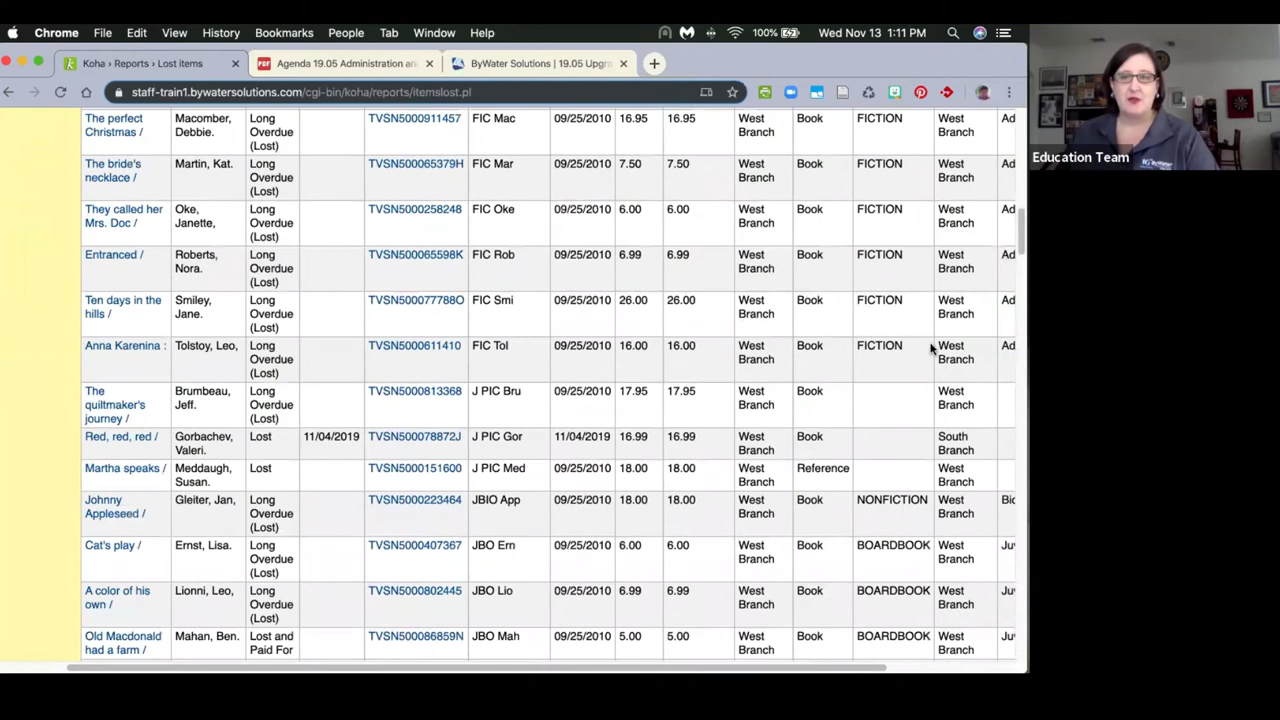 Chrome File Edit View History Bookmarks People Tab Window Help 100% Wed Nov 13 1:11 PM
Koha › Reports › Lost items Agenda 19.05 Administration an ByWater Solutions | 19.05 Upgr
staff-train1.bywatersolutions.com/cgi-bin/koha/reports/itemslost.pl
Education Team
The perfect Macomber, Long TVSN5000911457 FIC Mac 09/25/2010 16.95 16.95 West Book FICTION West Ad
Christmas / Debbie. Overdue Branch Branch
(Lost)
The bride's Martin, Kat. Long TVSN500065379H FIC Mar 09/25/2010 7.50 7.50 West Book FICTION West Ad
necklace / Overdue Branch Branch
(Lost)
They called her Oke, Long TVSN5000258248 FIC Oke 09/25/2010 6.00 6.00 West Book FICTION West Ad
Mrs. Doc / Janette, Overdue Branch Branch
(Lost)
Entranced / Roberts, Long TVSN500065598K FIC Rob 09/25/2010 6.99 6.99 West Book FICTION West Ad
Nora. Overdue Branch Branch
(Lost)
Ten days in the Smiley, Long TVSN500077788O FIC Smi 09/25/2010 26.00 26.00 West Book FICTION West Ad
hills / Jane. Overdue Branch Branch
(Lost)
Anna Karenina : Tolstoy, Leo, Long TVSN5000611410 FIC Tol 09/25/2010 16.00 16.00 West Book FICTION West Ad
Overdue Branch Branch
(Lost)
The Brumbeau, Long TVSN5000813368 J PIC Bru 09/25/2010 17.95 17.95 West Book West
quiltmaker's Jeff. Overdue Branch Branch
journey / (Lost)
Red, red, red / Gorbachev, Lost 11/04/2019 TVSN500078872J J PIC Gor 11/04/2019 16.99 16.99 West Book South
Valeri. Branch Branch
Martha speaks / Meddaugh, Lost TVSN5000151600 J PIC Med 09/25/2010 18.00 18.00 West Reference West
Susan. Branch Branch
Johnny Gleiter, Jan, Long TVSN5000223464 JBIO App 09/25/2010 18.00 18.00 West Book NONFICTION West Bio
Appleseed / Overdue Branch Branch
(Lost)
Cat's play / Ernst, Lisa. Long TVSN5000407367 JBO Ern 09/25/2010 6.00 6.00 West Book BOARDBOOK West Juv
Overdue Branch Branch
(Lost)
A color of his Lionni, Leo, Long TVSN5000802445 JBO Lio 09/25/2010 6.99 6.99 West Book BOARDBOOK West Juv
own / Overdue Branch Branch
(Lost)
Old Macdonald Mahan, Ben. Lost and TVSN500086859N JBO Mah 09/25/2010 5.00 5.00 West Book BOARDBOOK West Juv
had a farm / Paid For Branch Branch